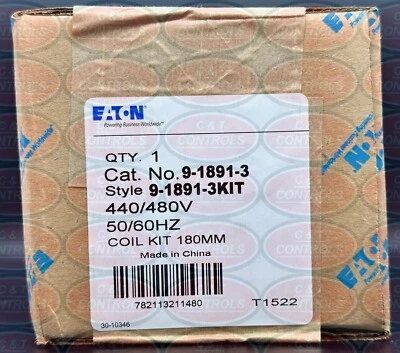 EATON
Powering Business Worldwide
QTY. 1
Cat. No. 9-1891-3
Style 9-1891-3KIT
440/480V
50/60HZ
COIL KIT 180MM
Made in China
782113211480
T1522
30-10346
C & C
CONTROLS